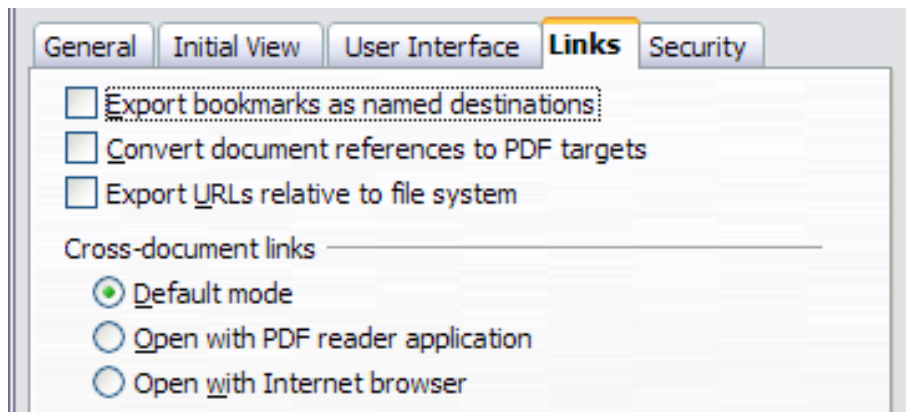 General Initial View User Interface Links Security
Export bookmarks as named destinations
Convert document references to PDF targets
Export URLs relative to file system
Cross-document links
Default mode
Open with PDF reader application
Open with Internet browser